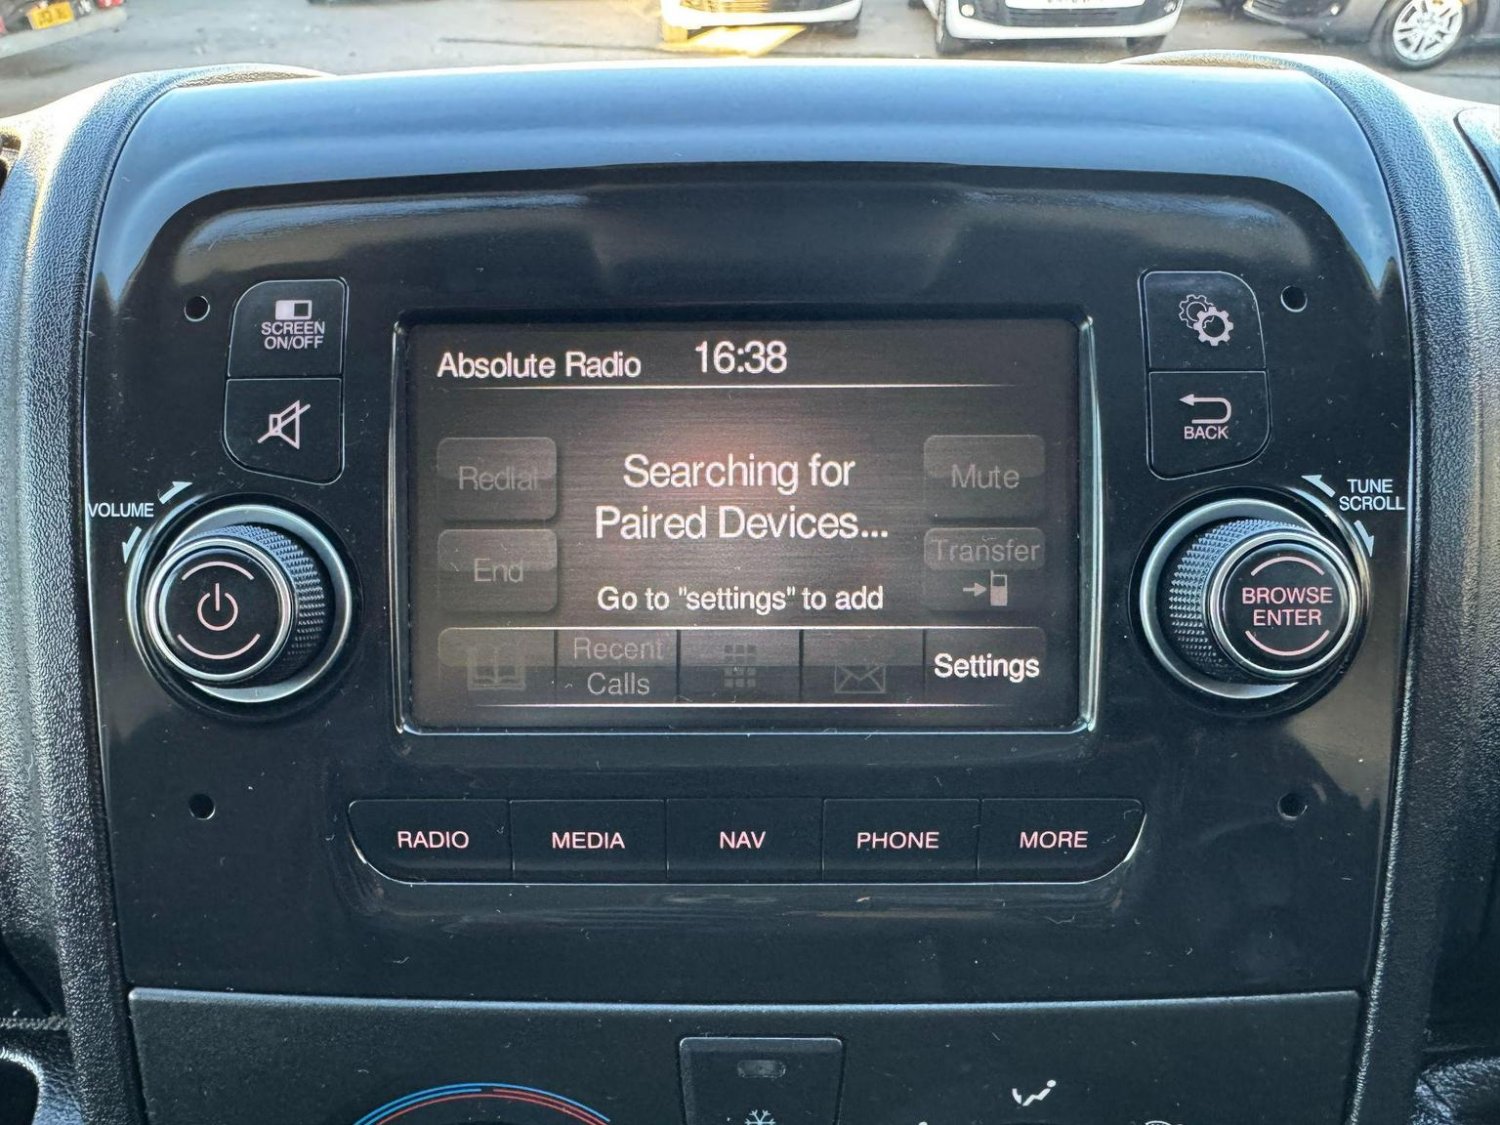 SCREEN
ON/OFF
VOLUME
Absolute Radio 16:38
Redial
Searching for
Paired Devices...
Mute
End
Transfer
Go to "settings" to add
Recent
Calls
Settings
BACK
TUNE
SCROLL
BROWSE
ENTER
RADIO
MEDIA
NAV
PHONE
MORE